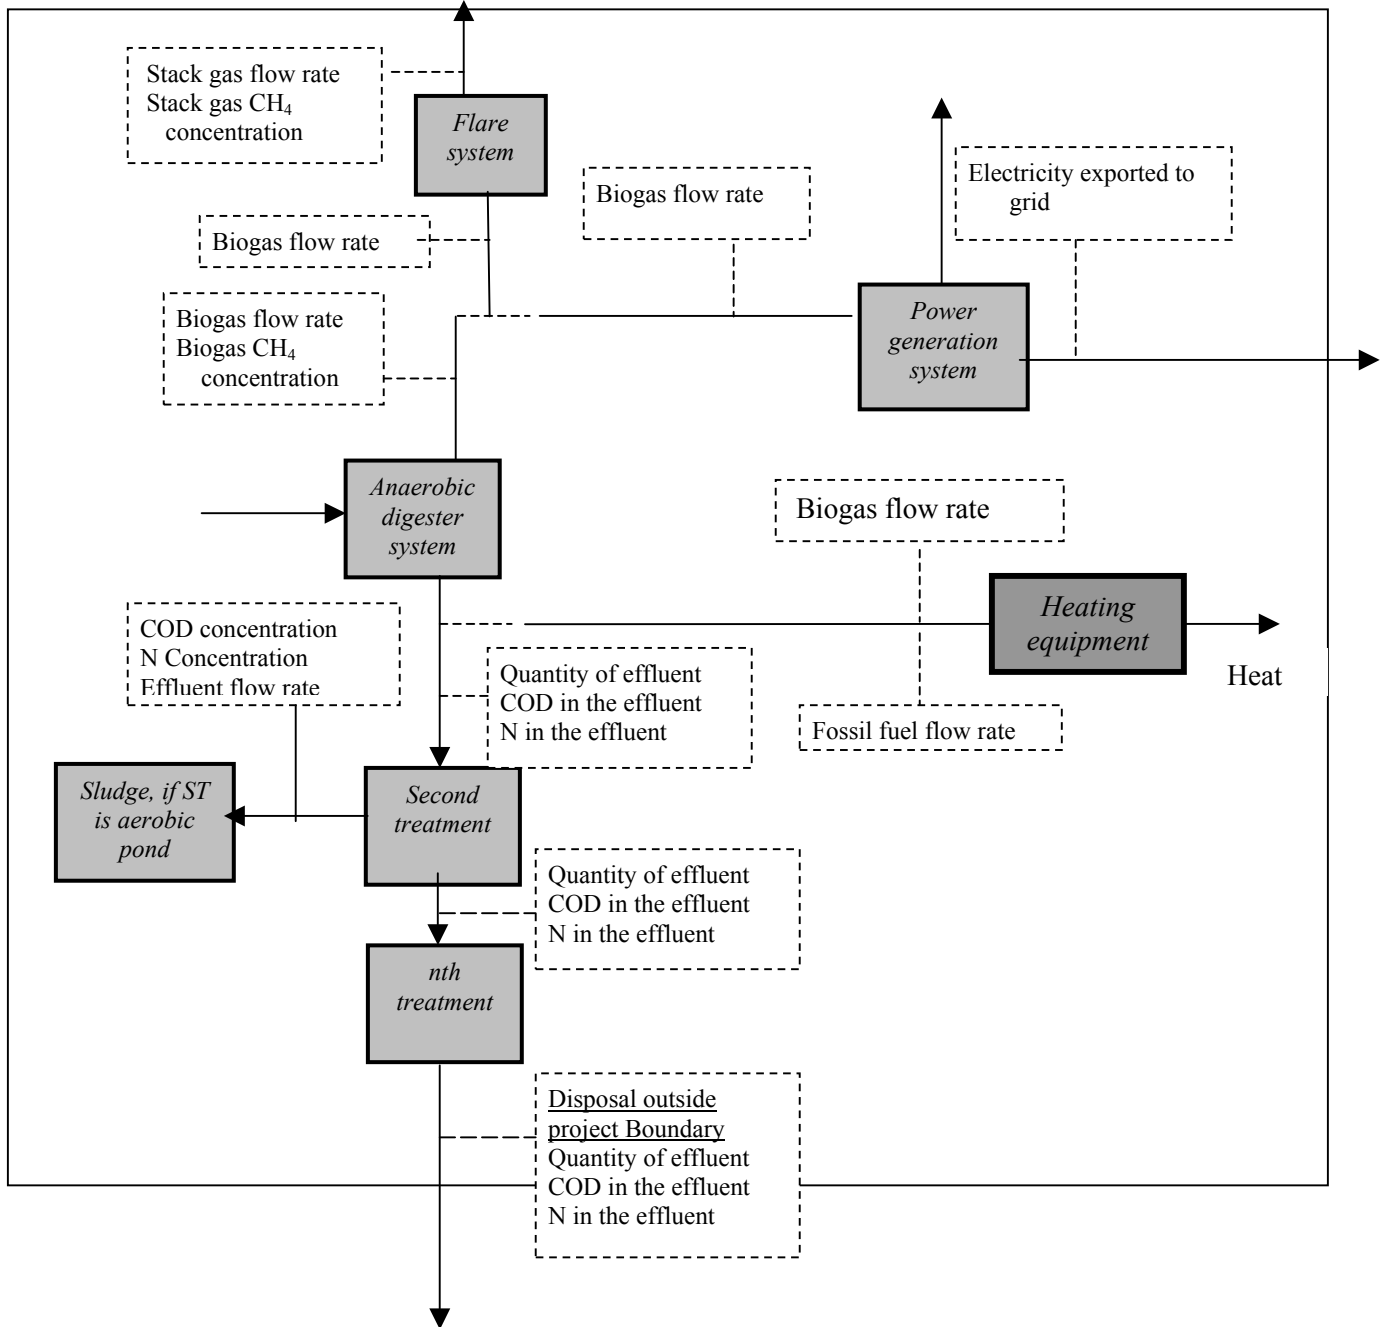 Stack gas flow rate
Stack gas CH₄
concentration
Flare
system
Biogas flow rate
Electricity exported to
grid
Biogas flow rate
Biogas flow rate
Biogas CH₄
concentration
Power
generation
system
Anaerobic
digester
system
Biogas flow rate
Heating
equipment
Heat
COD concentration
N Concentration
Effluent flow rate
Quantity of effluent
COD in the effluent
N in the effluent
Fossil fuel flow rate
Sludge, if ST
is aerobic
pond
Second
treatment
Quantity of effluent
COD in the effluent
N in the effluent
nth
treatment
Disposal outside
project Boundary
Quantity of effluent
COD in the effluent
N in the effluent